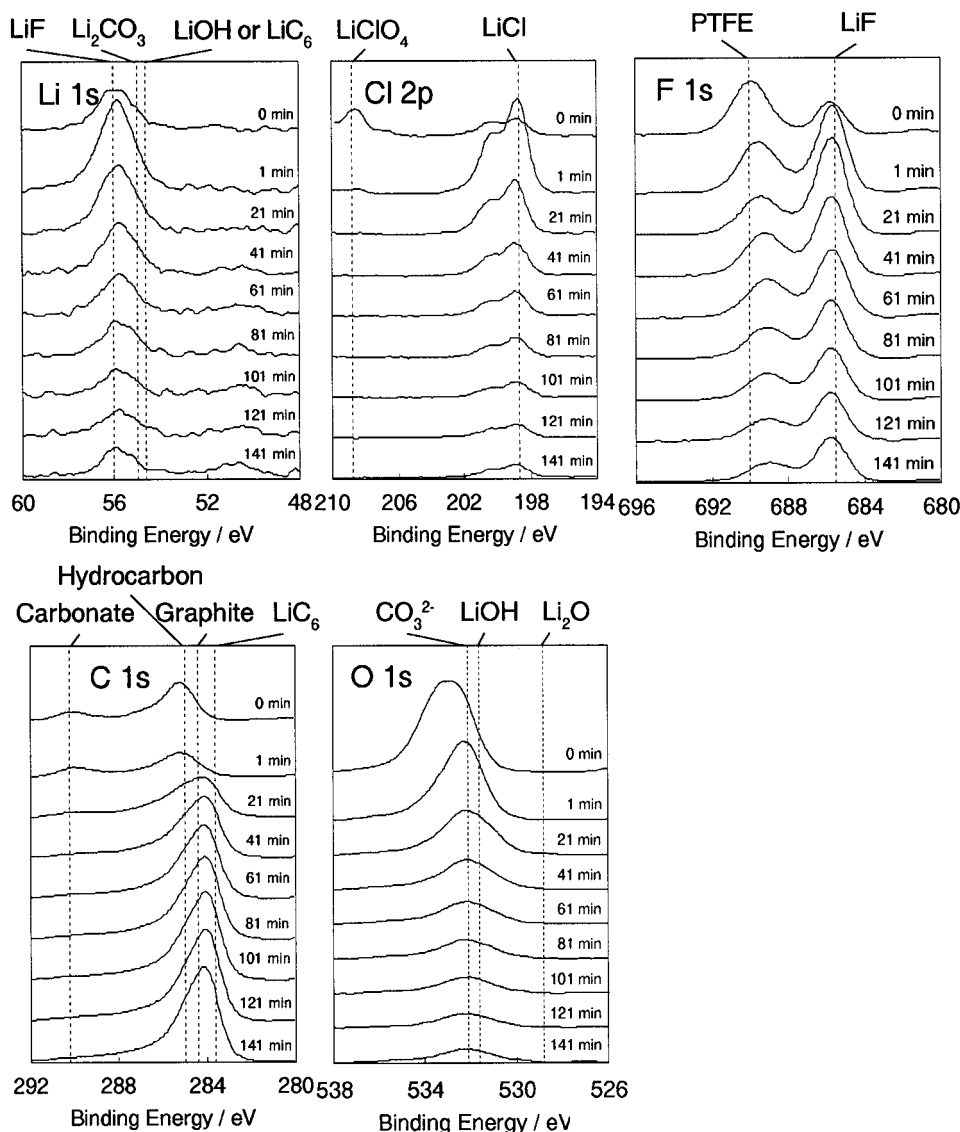 LiF Li₂CO₃ LiOH or LiC₆
Li 1s
0 min
1 min
21 min
41 min
61 min
81 min
101 min
121 min
141 min
60 56 52 48
Binding Energy / eV
LiClO₄ LiCl
Cl 2p
0 min
1 min
21 min
41 min
61 min
81 min
101 min
121 min
141 min
210 206 202 198 194
Binding Energy / eV
PTFE LiF
F 1s
0 min
1 min
21 min
41 min
61 min
81 min
101 min
121 min
141 min
696 692 688 684 680
Binding Energy / eV
Hydrocarbon
Carbonate Graphite LiC₆
C 1s
0 min
1 min
21 min
41 min
61 min
81 min
101 min
121 min
141 min
292 288 284 280
Binding Energy / eV
CO₃²⁻ LiOH Li₂O
O 1s
0 min
1 min
21 min
41 min
61 min
81 min
101 min
121 min
141 min
538 534 530 526
Binding Energy / eV